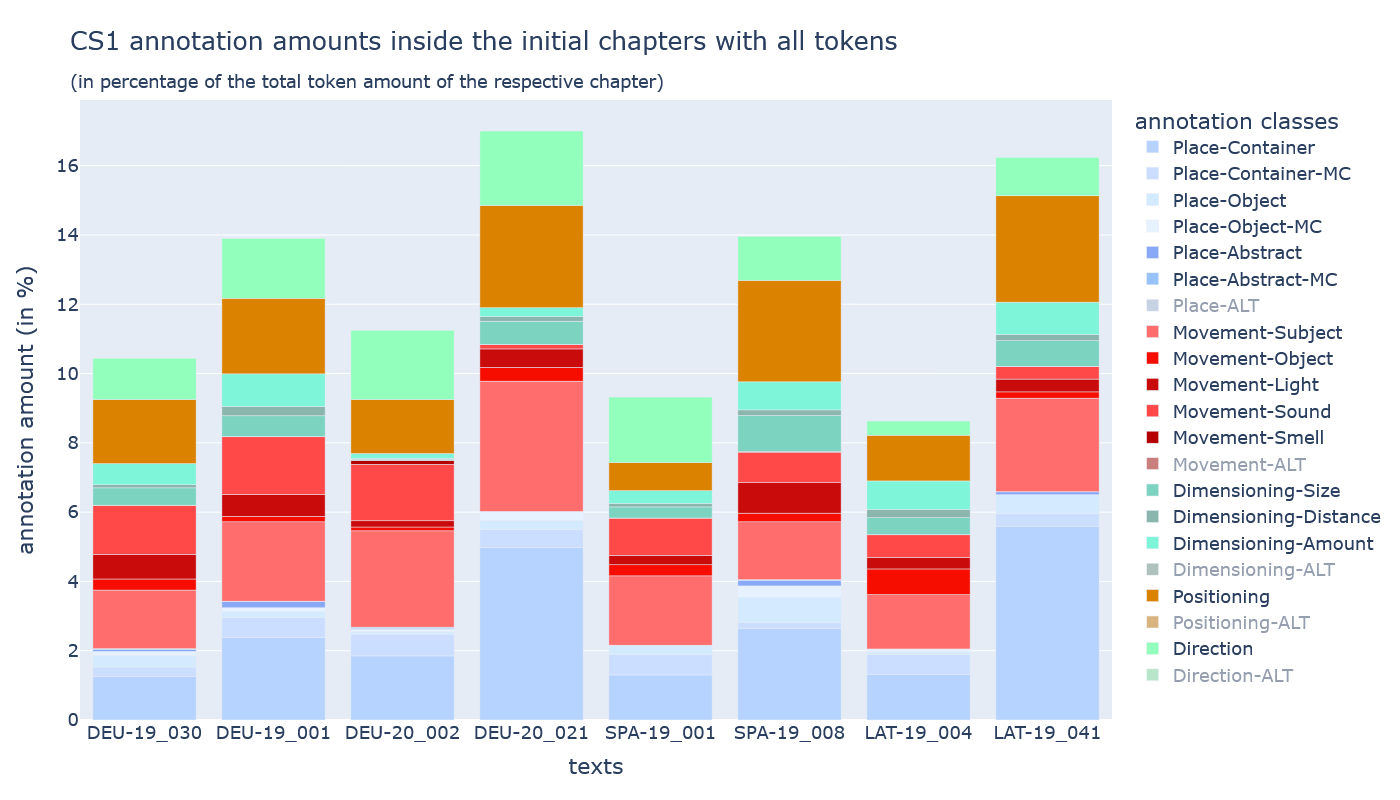 CS1 annotation amounts inside the initial chapters with all tokens
(in percentage of the total token amount of the respective chapter)
annotation amount (in %)
16
14
12
10
8
6
4
2
0
DEU-19_030 DEU-19_001 DEU-20_002 DEU-20_021 SPA-19_001 SPA-19_008 LAT-19_004 LAT-19_041
texts
annotation classes
Place-Container
Place-Container-MC
Place-Object
Place-Object-MC
Place-Abstract
Place-Abstract-MC
Place-ALT
Movement-Subject
Movement-Object
Movement-Light
Movement-Sound
Movement-Smell
Movement-ALT
Dimensioning-Size
Dimensioning-Distance
Dimensioning-Amount
Dimensioning-ALT
Positioning
Positioning-ALT
Direction
Direction-ALT